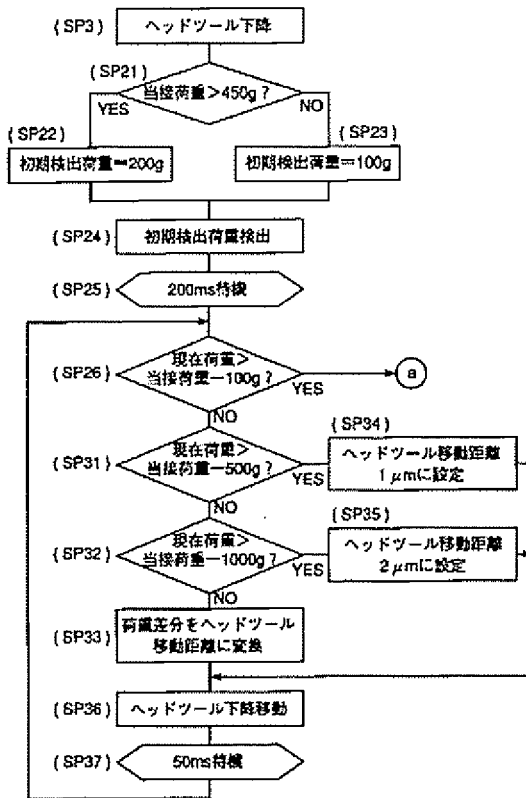 (SP3)
ヘッドツール下降
(SP21)
当接荷重>450g?
YES
NO
(SP22)
初期検出荷重=200g
(SP23)
初期検出荷重=100g
(SP24)
初期検出荷重検出
(SP25)
200ms待機
(SP26)
現在荷重>
当接荷重-100g?
YES
a
NO
(SP31)
現在荷重>
当接荷重-500g?
YES
(SP34)
ヘッドツール移動距離
1μmに設定
NO
(SP32)
現在荷重>
当接荷重-1000g?
YES
(SP35)
ヘッドツール移動距離
2μmに設定
NO
(SP33)
荷重差分をヘッドツール
移動距離に変換
(SP36)
ヘッドツール下降移動
(SP37)
50ms待機